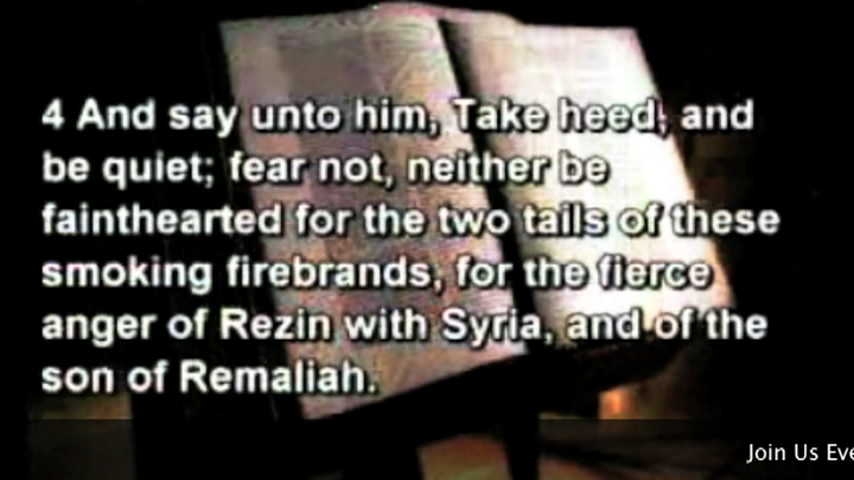 4 And say unto him, Take heed, and
be quiet; fear not, neither be
fainthearted for the two tails of these
smoking firebrands, for the fierce
anger of Rezin with Syria, and of the
son of Remaliah.
Join Us Eve